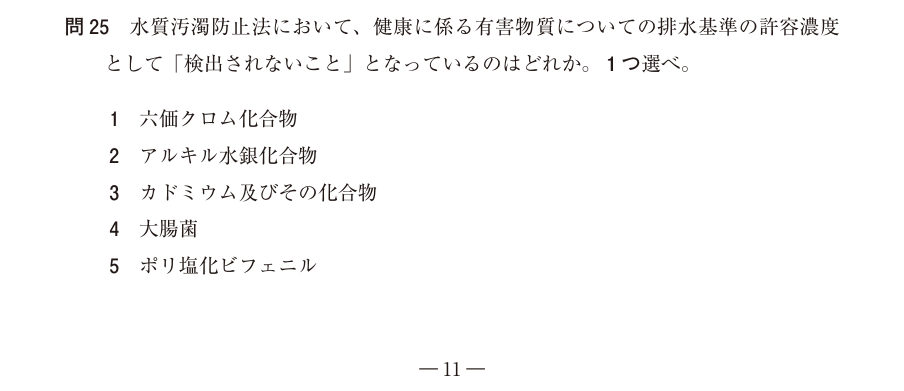 問 25　水質汚濁防止法において、健康に係る有害物質についての排水基準の許容濃度
として「検出されないこと」となっているのはどれか。1つ選べ。
1　六価クロム化合物
2　アルキル水銀化合物
3　カドミウム及びその化合物
4　大腸菌
5　ポリ塩化ビフェニル
— 11 —